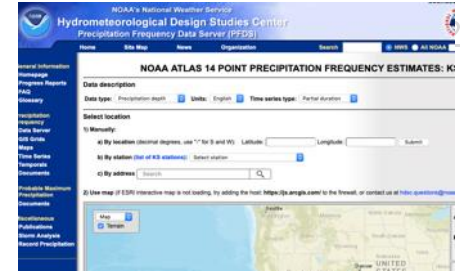 NOAA's National Weather Service
Hydrometeorological Design Studies Center
Precipitation Frequency Data Server (PFDS)
Home Site Map News Organization Search NWS All NOAA
General Information
Homepage
Progress Reports
FAQ
Glossary
Precipitation Frequency
Data Server
GIS Grids
Maps
Time Series
Temporals
Documents
Probable Maximum Precipitation
Documents
Miscellaneous
Publications
Storm Analysis
Record Precipitation
NOAA ATLAS 14 POINT PRECIPITATION FREQUENCY ESTIMATES: KS
Data description
Data type: Precipitation depth Units: English Time series type: Partial duration
Select location
1) Manually:
a) By location (decimal degrees, use "-" for S and W): Latitude: Longitude: Submit
b) By station (list of KS stations): Select station
c) By address Search
2) Use map (if ESRI interactive map is not loading, try adding the host: https://js.arcgis.com/ to the firewall, or contact us at hdsc.questions@noaa
Map
Terrain
Seattle
UNITED
STATES